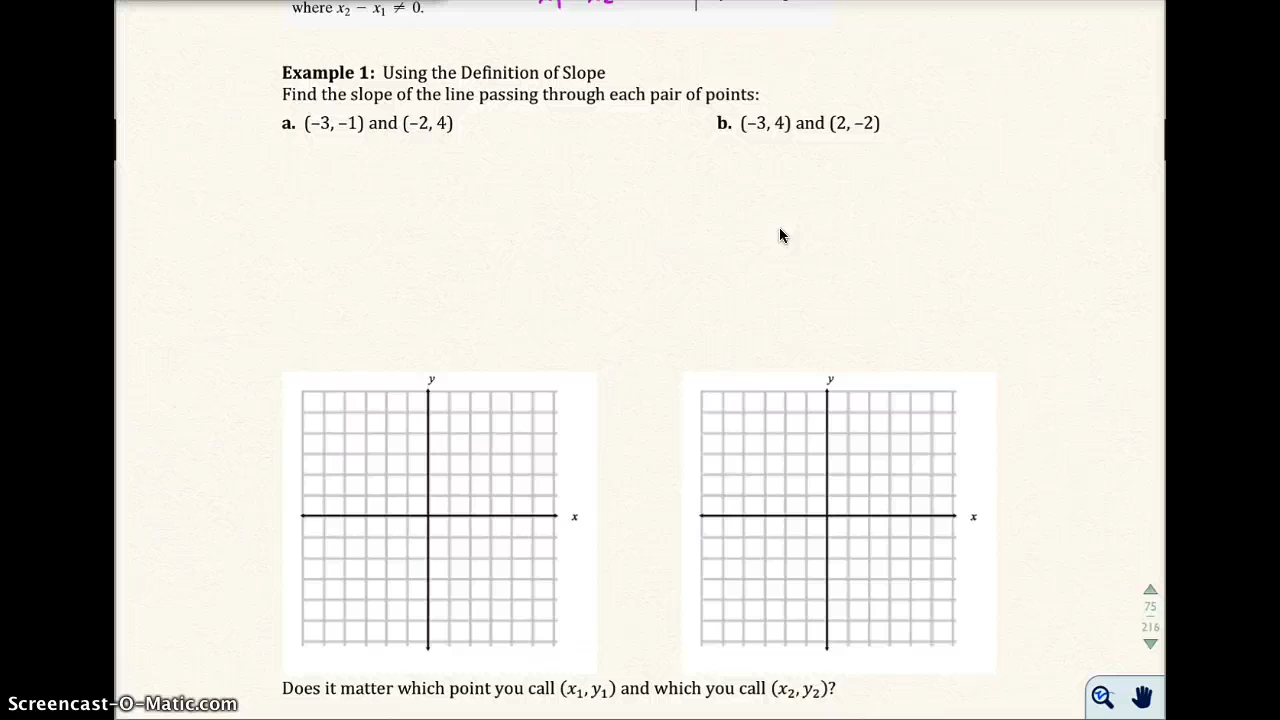 where x₂ − x₁ ≠ 0.
Example 1: Using the Definition of Slope
Find the slope of the line passing through each pair of points:
a. (−3, −1) and (−2, 4)
b. (−3, 4) and (2, −2)
y
x
y
x
75
216
Does it matter which point you call (x₁, y₁) and which you call (x₂, y₂)?
Screencast-O-Matic.com